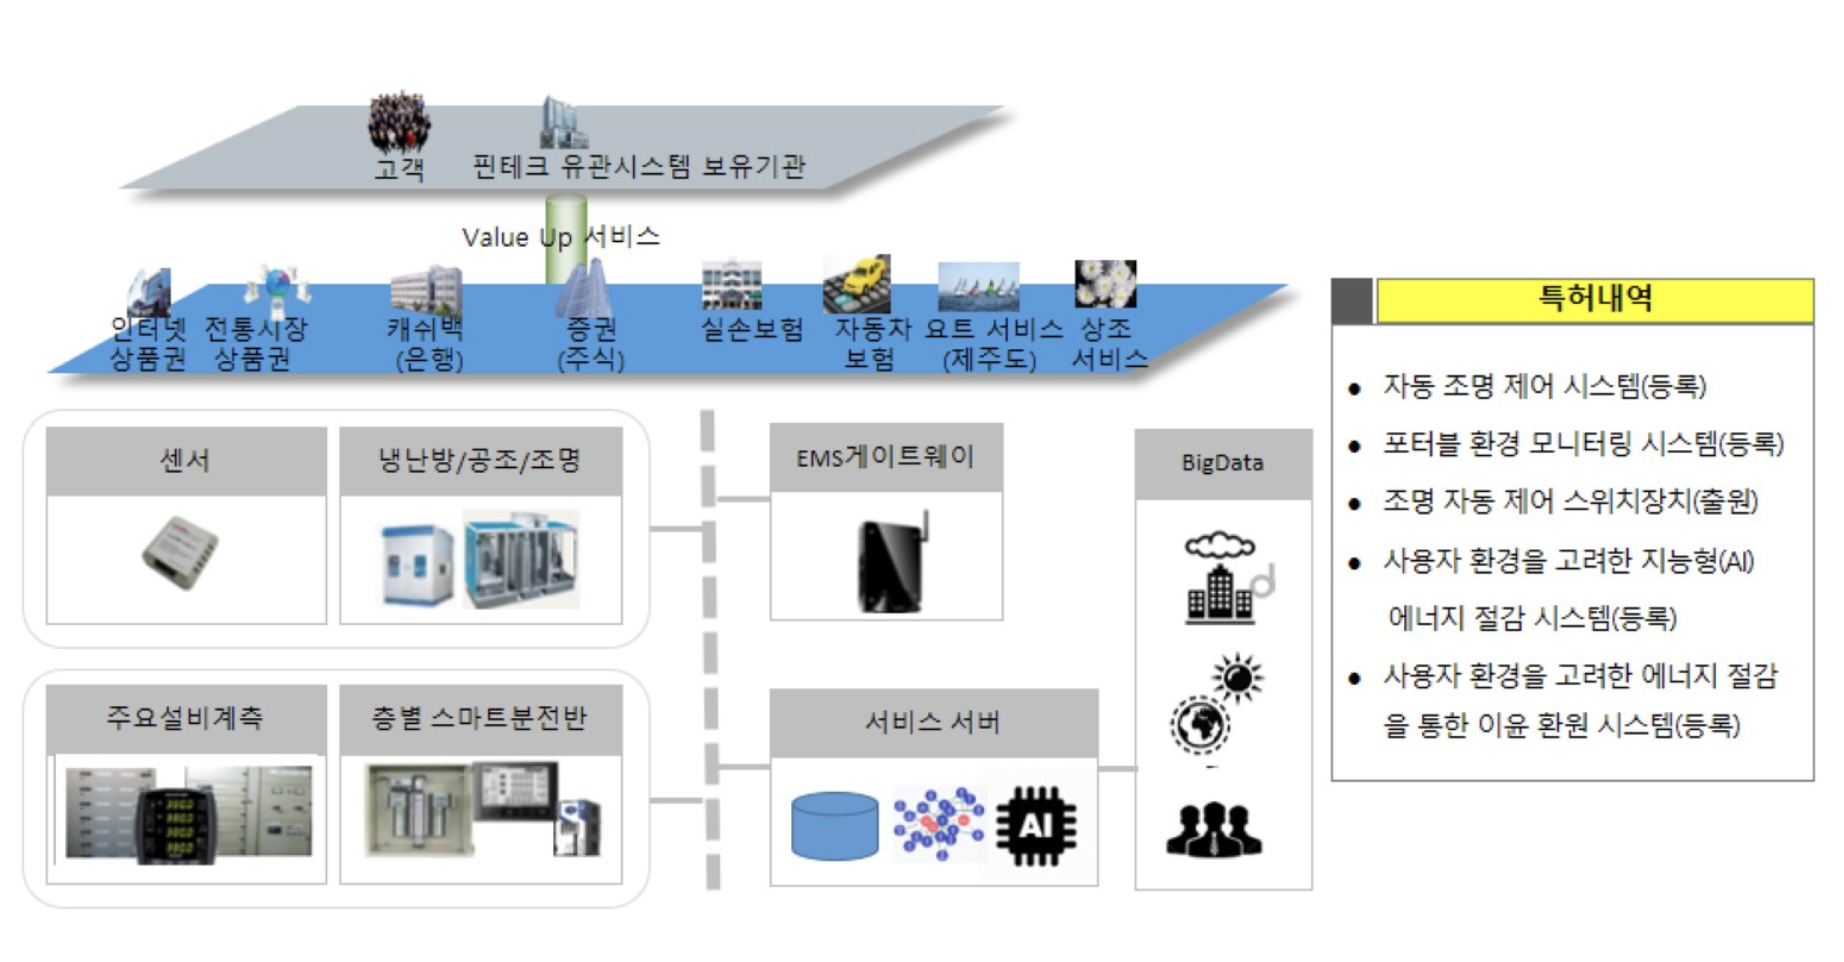 고객
핀테크 유관시스템 보유기관
Value Up 서비스
인터넷
상품권
전통시장
상품권
캐쉬백
(은행)
증권
(주식)
실손보험
자동차
보험
요트 서비스
(제주도)
상조
서비스
센서
냉난방/공조/조명
EMS게이트웨이
BigData
주요설비계측
층별 스마트분전반
서비스 서버
AI
특허내역
● 자동 조명 제어 시스템(등록)
● 포터블 환경 모니터링 시스템(등록)
● 조명 자동 제어 스위치장치(출원)
● 사용자 환경을 고려한 지능형(AI)
에너지 절감 시스템(등록)
● 사용자 환경을 고려한 에너지 절감
을 통한 이윤 환원 시스템(등록)